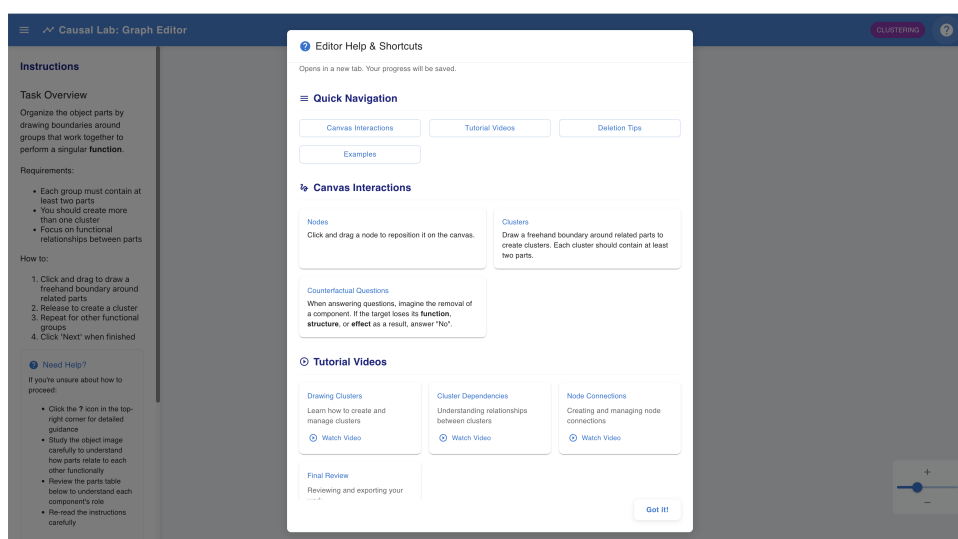 Causal Lab: Graph Editor
CLUSTERING
?
Instructions
Task Overview
Organize the object parts by
drawing boundaries around
groups that work together to
perform a singular function.
Requirements:
• Each group must contain at
least two parts
• You should create more
than one cluster
• Focus on functional
relationships between parts
How to:
1. Click and drag to draw a
freehand boundary around
related parts
2. Release to create a cluster
3. Repeat for other functional
groups
4. Click 'Next' when finished
? Need Help?
If you're unsure about how to
proceed:
• Click the ? icon in the top-
right corner for detailed
guidance
• Study the object image
carefully to understand
how parts relate to each
other functionally
• Review the parts table
below to understand each
component's role
• Re-read the instructions
carefully
? Editor Help & Shortcuts
Opens in a new tab. Your progress will be saved.
Quick Navigation
Canvas Interactions
Tutorial Videos
Deletion Tips
Examples
Canvas Interactions
Nodes
Click and drag a node to reposition it on the canvas.
Clusters
Draw a freehand boundary around related parts to
create clusters. Each cluster should contain at least
two parts.
Counterfactual Questions
When answering questions, imagine the removal of
a component. If the target loses its function,
structure, or effect as a result, answer "No".
Tutorial Videos
Drawing Clusters
Learn how to create and
manage clusters
Watch Video
Cluster Dependencies
Understanding relationships
between clusters
Watch Video
Node Connections
Creating and managing node
connections
Watch Video
Final Review
Reviewing and exporting your
Got it!
+
−